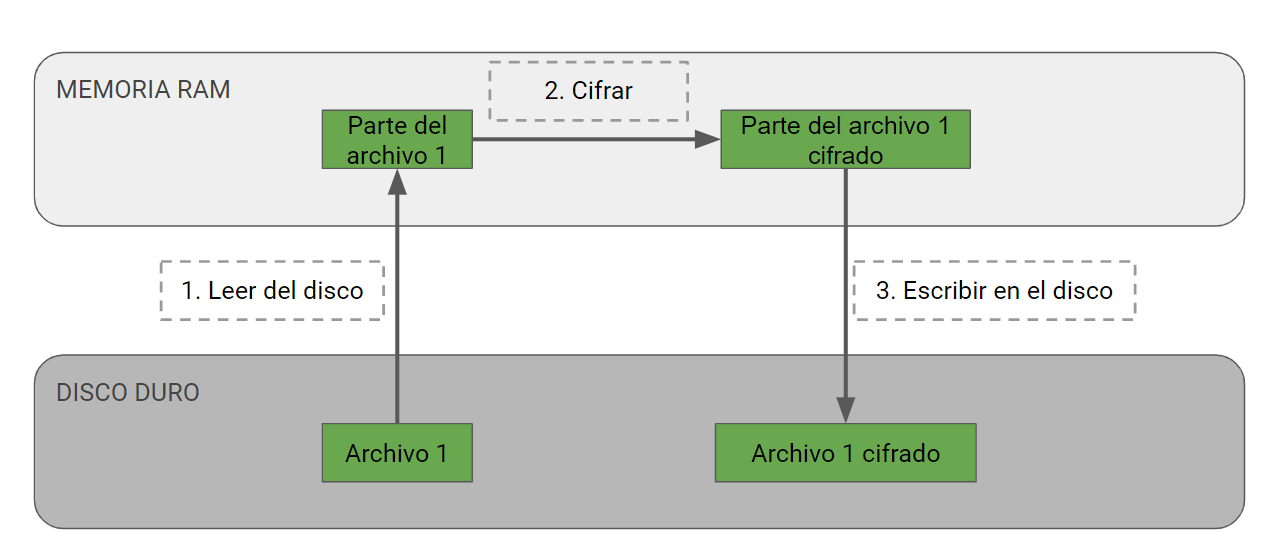 MEMORIA RAM
2. Cifrar
Parte del
archivo 1
Parte del archivo 1
cifrado
1. Leer del disco
3. Escribir en el disco
DISCO DURO
Archivo 1
Archivo 1 cifrado